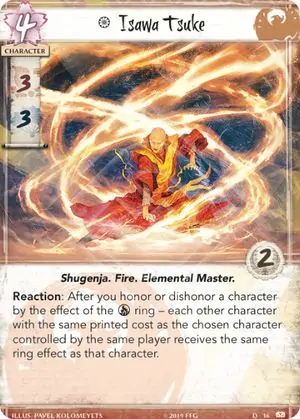 Isawa Tsuke
4
CHARACTER
3
3
2
Shugenja. Fire. Elemental Master.
Reaction: After you honor or dishonor a character
by the effect of the ring – each other character
with the same printed cost as the chosen character
controlled by the same player receives the same
ring effect as that character.
ILLUS. PAVEL KOLOMEYETS
©2019 FFG
D 16